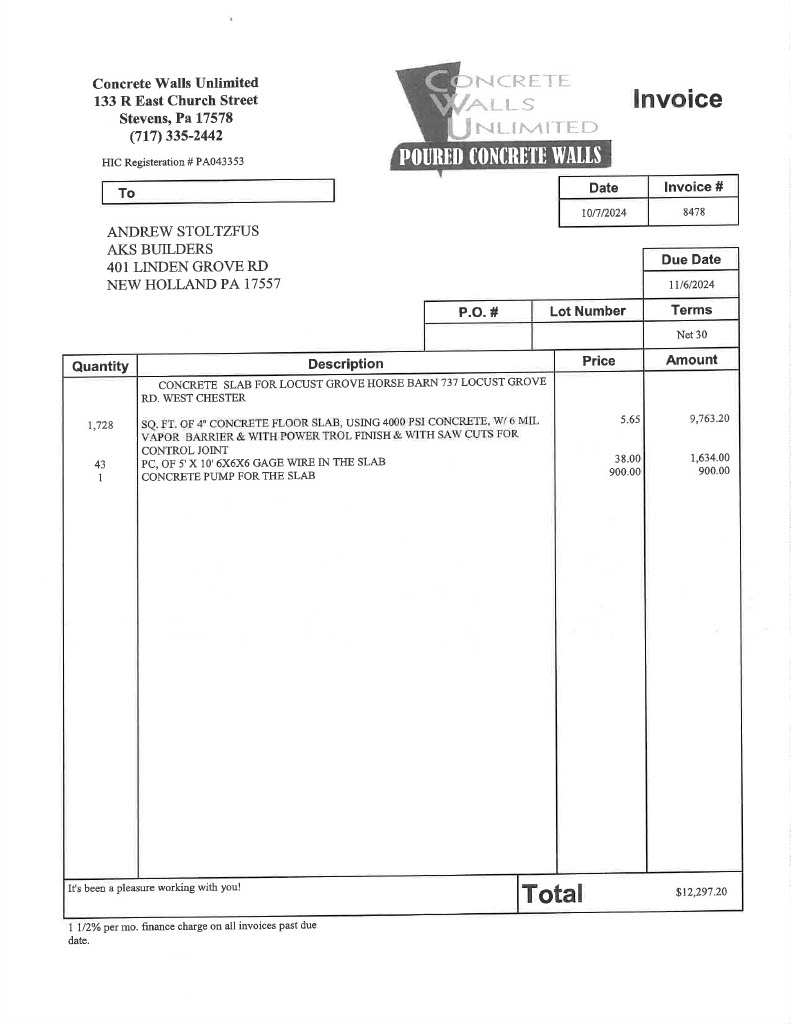 Concrete Walls Unlimited
133 R East Church Street
Stevens, Pa 17578
(717) 335-2442
HIC Registeration # PA043353
CONCRETE
WALLS
UNLIMITED
POURED CONCRETE WALLS
Invoice
To
ANDREW STOLTZFUS
AKS BUILDERS
401 LINDEN GROVE RD
NEW HOLLAND PA 17557
Date Invoice #
10/7/2024 8478
Due Date
11/6/2024
P.O. # Lot Number Terms
Net 30
Quantity Description Price Amount
CONCRETE SLAB FOR LOCUST GROVE HORSE BARN 737 LOCUST GROVE
RD. WEST CHESTER
1,728 SQ. FT. OF 4" CONCRETE FLOOR SLAB, USING 4000 PSI CONCRETE, W/ 6 MIL 5.65 9,763.20
VAPOR BARRIER & WITH POWER TROL FINISH & WITH SAW CUTS FOR
CONTROL JOINT
43 PC, OF 5' X 10' 6X6X6 GAGE WIRE IN THE SLAB 38.00 1,634.00
1 CONCRETE PUMP FOR THE SLAB 900.00 900.00
It's been a pleasure working with you!
Total $12,297.20
1 1/2% per mo. finance charge on all invoices past due
date.